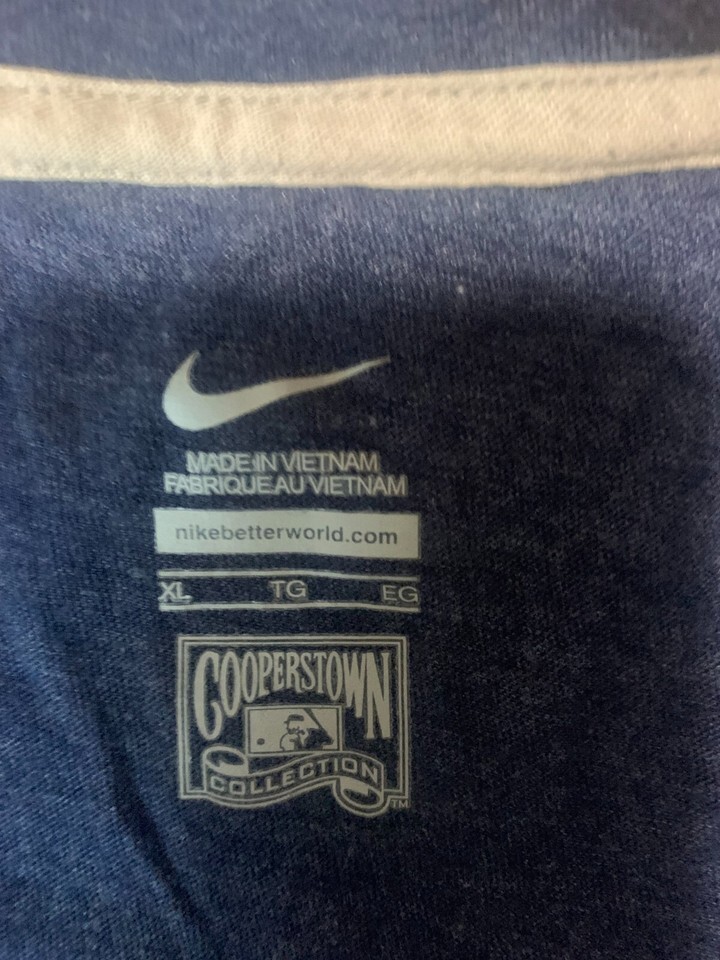 MADE IN VIETNAM
FABRIQUE AU VIETNAM
nikebetterworld.com
XL TG EG
COOPERSTOWN
COLLECTION
TM